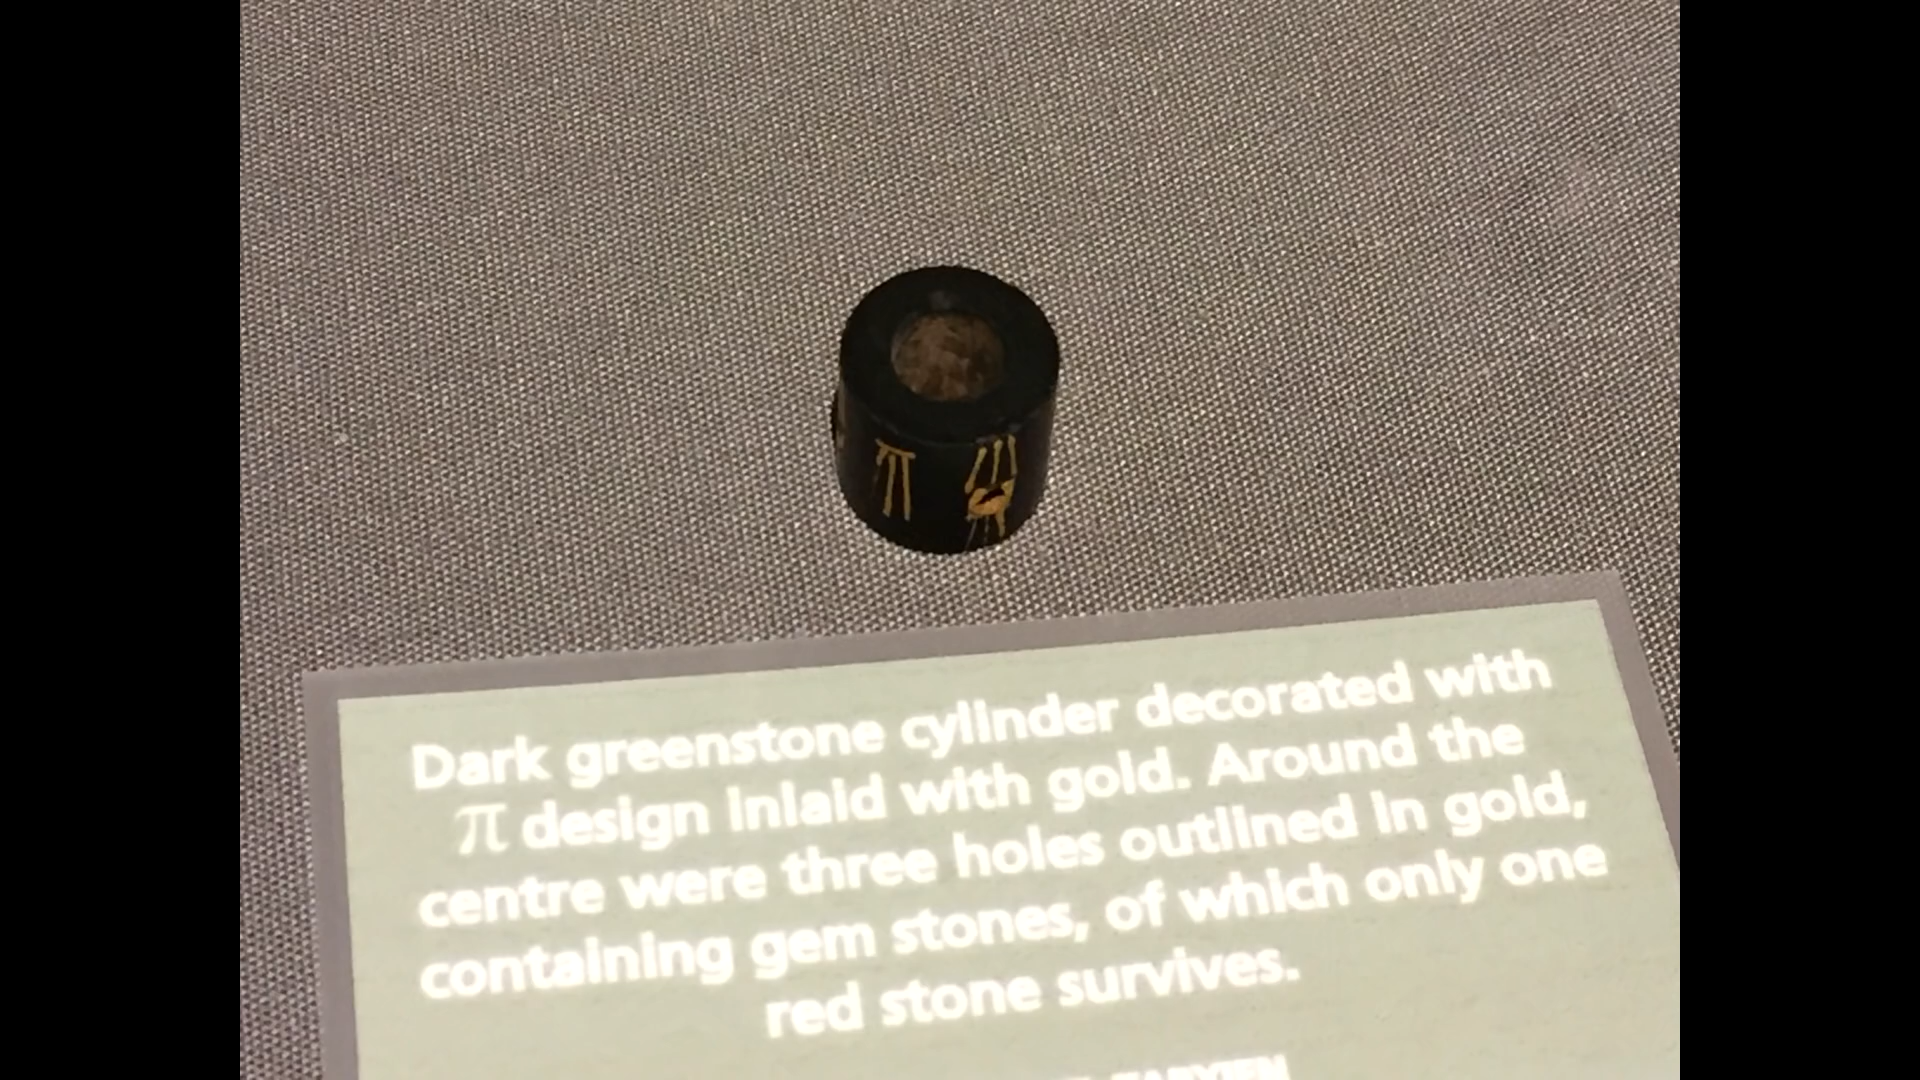 Dark greenstone cylinder decorated with
π design inlaid with gold. Around the
centre were three holes outlined in gold,
containing gem stones, of which only one
red stone survives.
TARXIEN